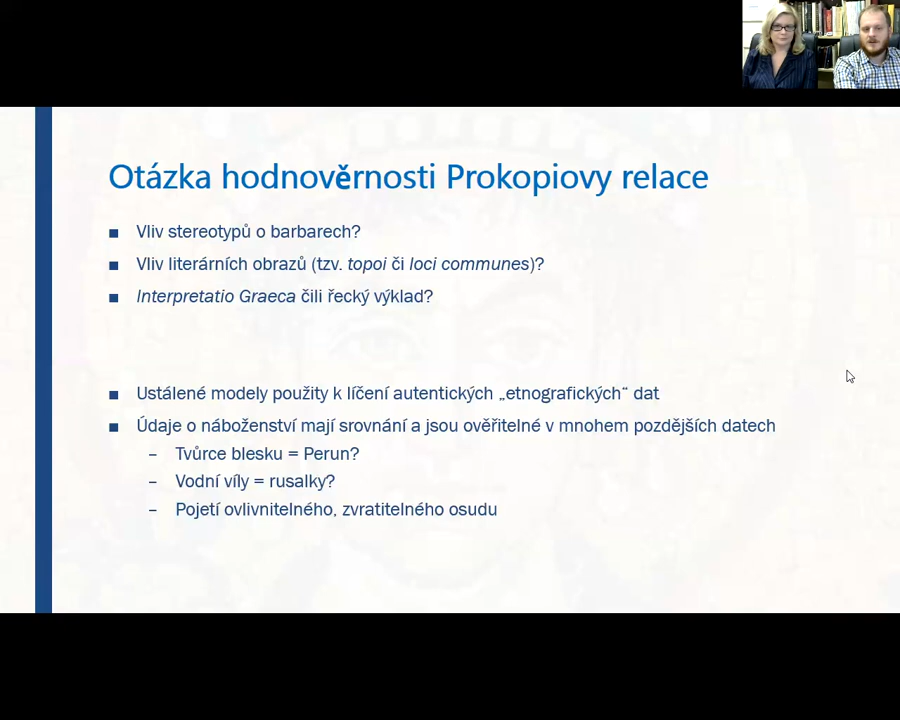 Otázka hodnověrnosti Prokopiovy relace
■ Vliv stereotypů o barbarech?
■ Vliv literárních obrazů (tzv. topoi či loci communes)?
■ Interpretatio Graeca čili řecký výklad?
■ Ustálené modely použity k líčení autentických „etnografických“ dat
■ Údaje o náboženství mají srovnání a jsou ověřitelné v mnohem pozdějších datech
– Tvůrce blesku = Perun?
– Vodní víly = rusalky?
– Pojetí ovlivnitelného, zvratitelného osudu